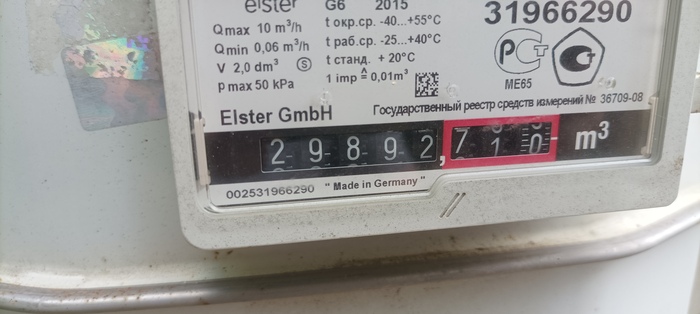 elster G6 2015
31966290
Qmax 10 m³/h t окр.ср. -40...+55°C
Qmin 0,06 m³/h t раб.ср. -25...+40°C
V 2,0 dm³ Ⓢ t станд. + 20°C
p max 50 kPa 1 imp ≙ 0,01m³
РСТ
ME65
Elster GmbH
Государственный реестр средств измерений № 36709-08
29892,710 m³
002531966290 " Made in Germany "